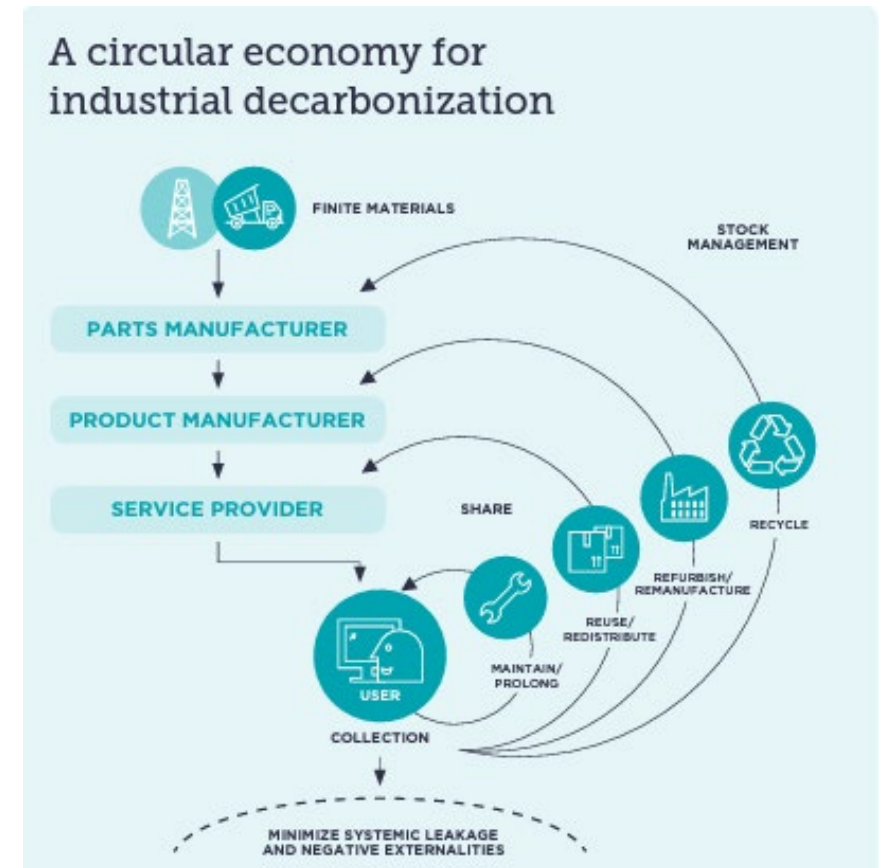 A circular economy for
industrial decarbonization
FINITE MATERIALS
STOCK
MANAGEMENT
PARTS MANUFACTURER
PRODUCT MANUFACTURER
SERVICE PROVIDER
SHARE
RECYCLE
REFURBISH/
REMANUFACTURE
REUSE/
REDISTRIBUTE
MAINTAIN/
PROLONG
USER
COLLECTION
MINIMIZE SYSTEMIC LEAKAGE
AND NEGATIVE EXTERNALITIES